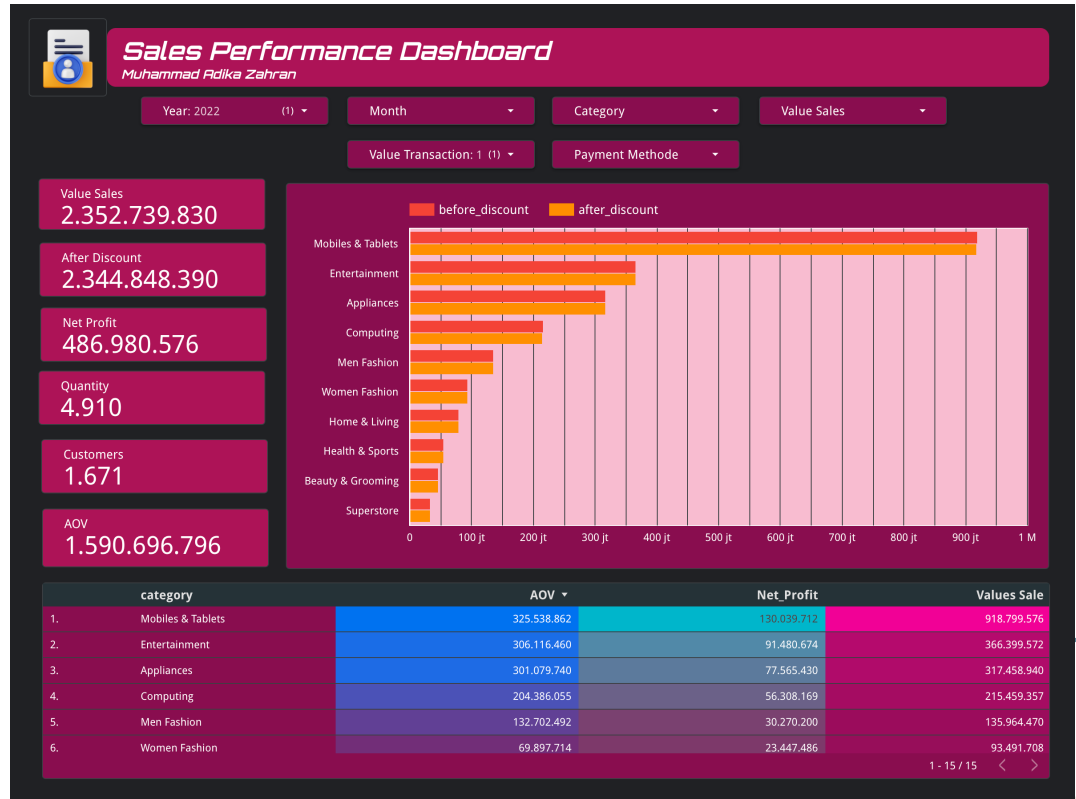 Sales Performance Dashboard
Muhammad Adika Zahran
Year: 2022 (1)
Month
Category
Value Sales
Value Transaction: 1 (1)
Payment Methode
Value Sales
2.352.739.830
After Discount
2.344.848.390
Net Profit
486.980.576
Quantity
4.910
Customers
1.671
AOV
1.590.696.796
before_discount after_discount
Mobiles & Tablets
Entertainment
Appliances
Computing
Men Fashion
Women Fashion
Home & Living
Health & Sports
Beauty & Grooming
Superstore
0 100 jt 200 jt 300 jt 400 jt 500 jt 600 jt 700 jt 800 jt 900 jt 1 M
category AOV Net_Profit Values Sale
1. Mobiles & Tablets 325.538.862 130.039.712 918.799.576
2. Entertainment 306.116.460 91.480.674 366.399.572
3. Appliances 301.079.740 77.565.430 317.458.940
4. Computing 204.386.055 56.308.169 215.459.357
5. Men Fashion 132.702.492 30.270.200 135.964.470
6. Women Fashion 69.897.714 23.447.486 93.491.708
1 - 15 / 15